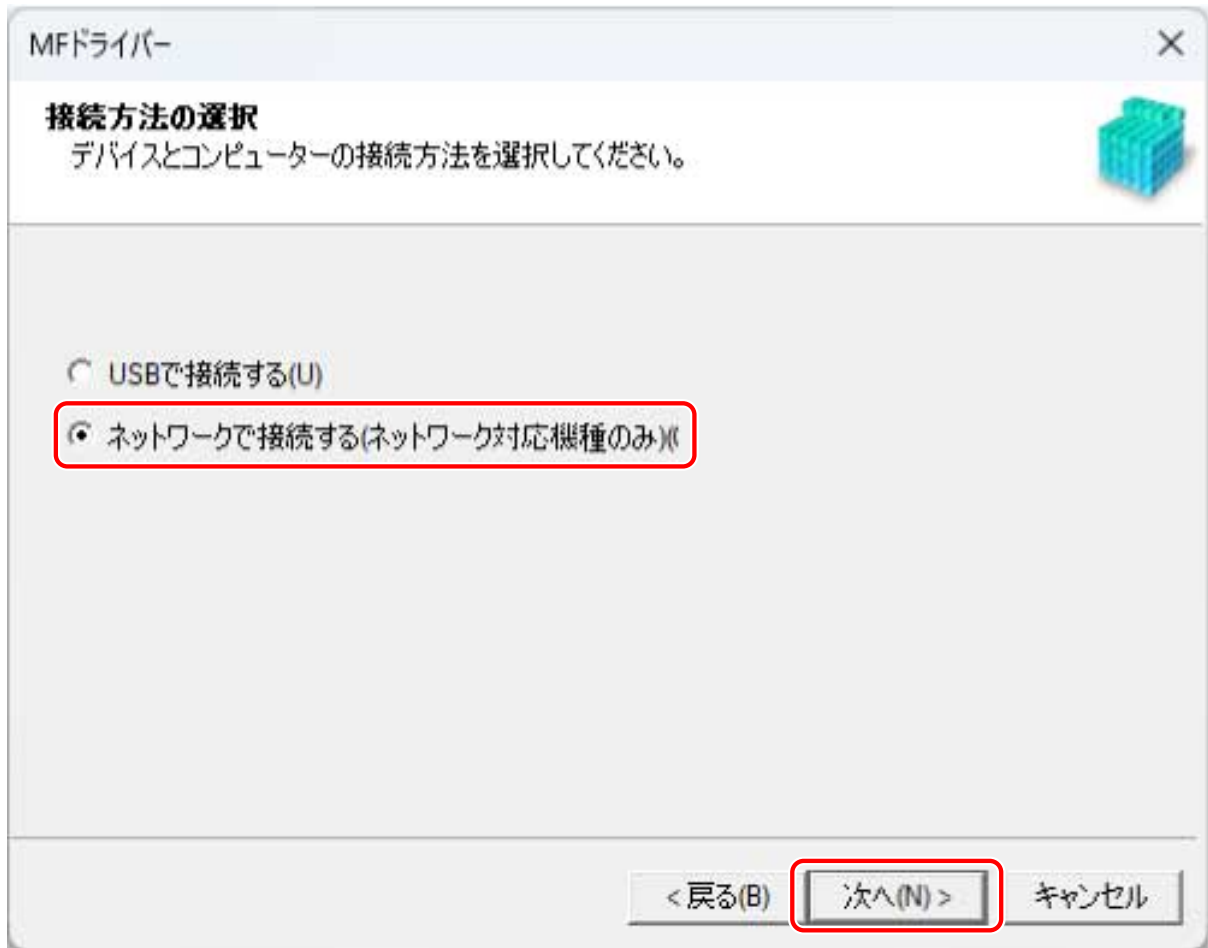 MFドライバー
接続方法の選択
デバイスとコンピューターの接続方法を選択してください。
USBで接続する(U)
ネットワークで接続する(ネットワーク対応機種のみ)(
< 戻る(B)
次へ(N) >
キャンセル